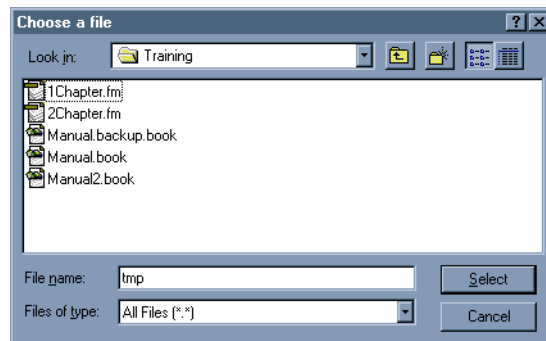 Choose a file
Look in: Training
1Chapter.fm
2Chapter.fm
Manual.backup.book
Manual.book
Manual2.book
File name: tmp Select
Files of type: All Files (*.*) Cancel